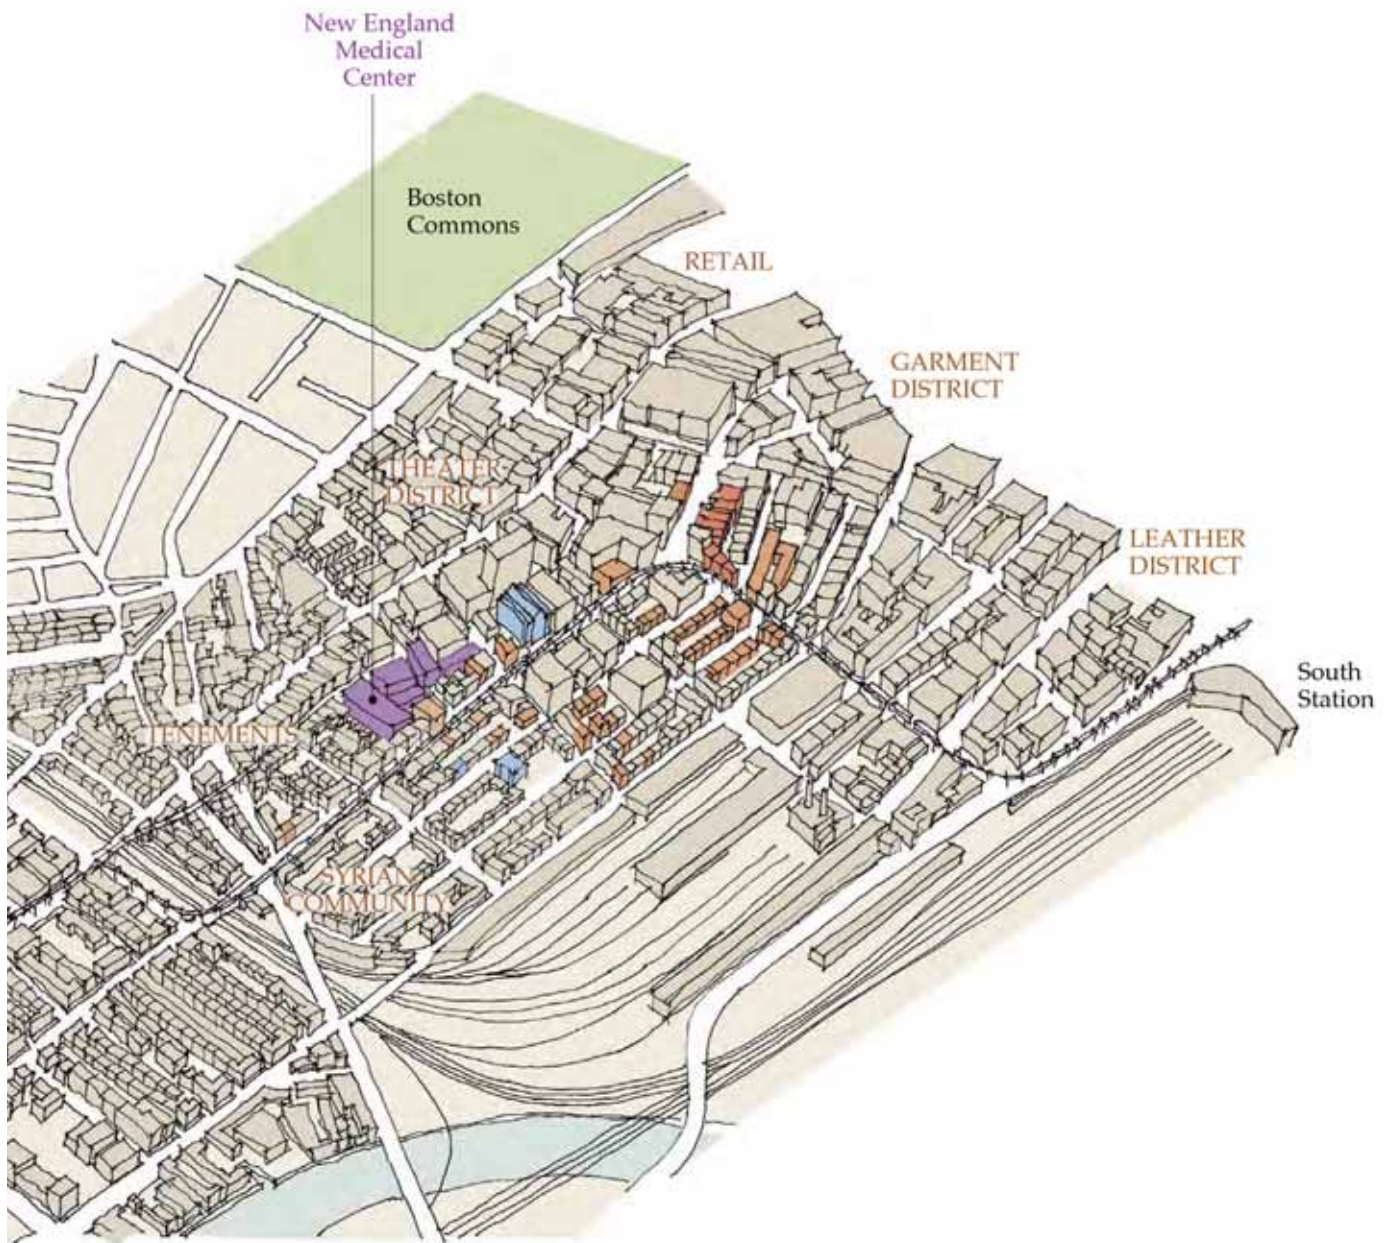 New England
Medical
Center
Boston
Commons
RETAIL
GARMENT
DISTRICT
THEATER
DISTRICT
LEATHER
DISTRICT
South
Station
TENEMENTS
SYRIAN
COMMUNITY